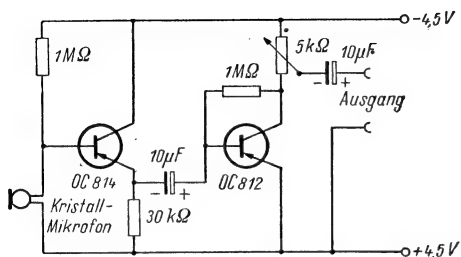 −4,5V
1MΩ
5kΩ
10µF
1MΩ
− +
Ausgang
10µF
OC 814
OC 812
− +
Kristall-
Mikrofon
30 kΩ
+4,5V